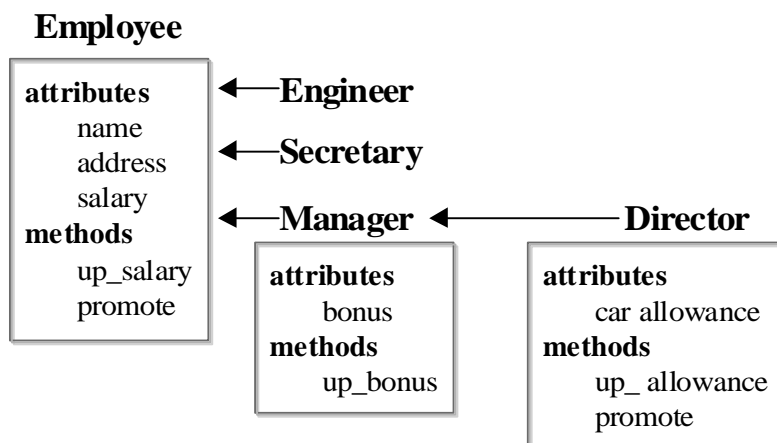 Employee
attributes
name
address
salary
methods
up_salary
promote
Engineer
Secretary
Manager
attributes
bonus
methods
up_bonus
Director
attributes
car allowance
methods
up_ allowance
promote